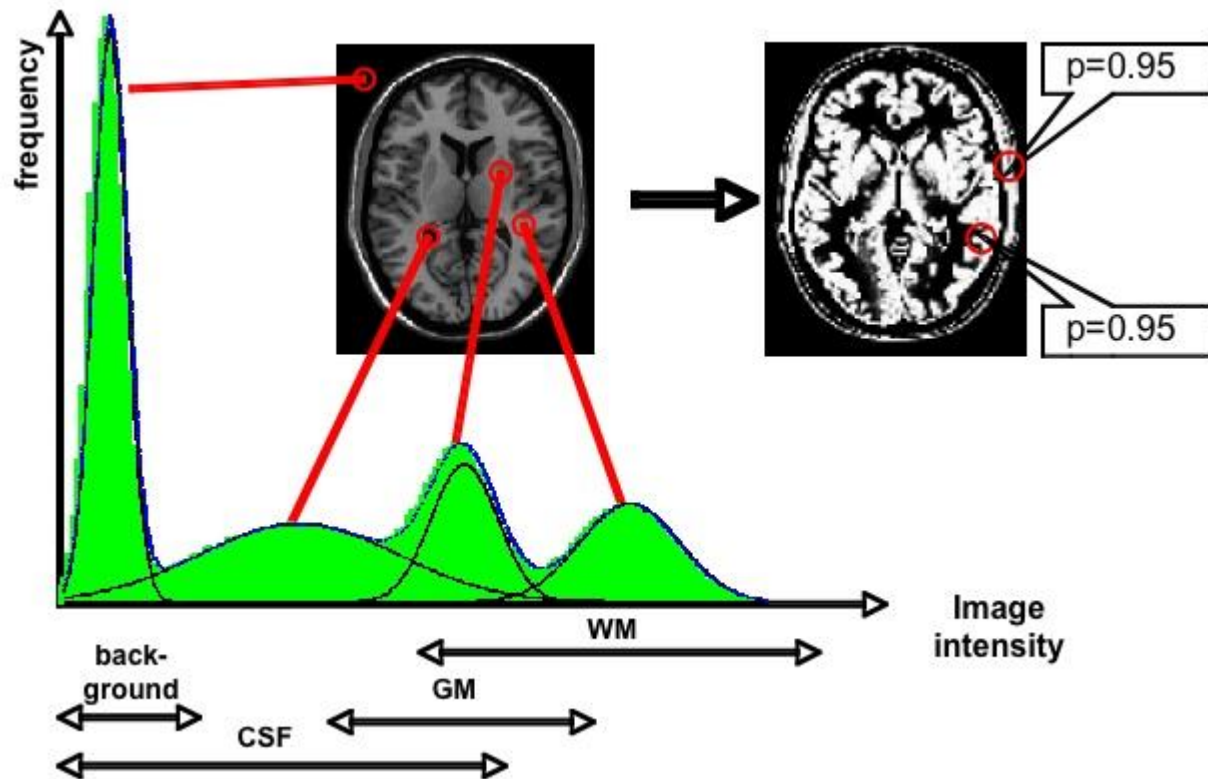 frequency
p=0.95
p=0.95
Image
intensity
WM
back-
ground
GM
CSF